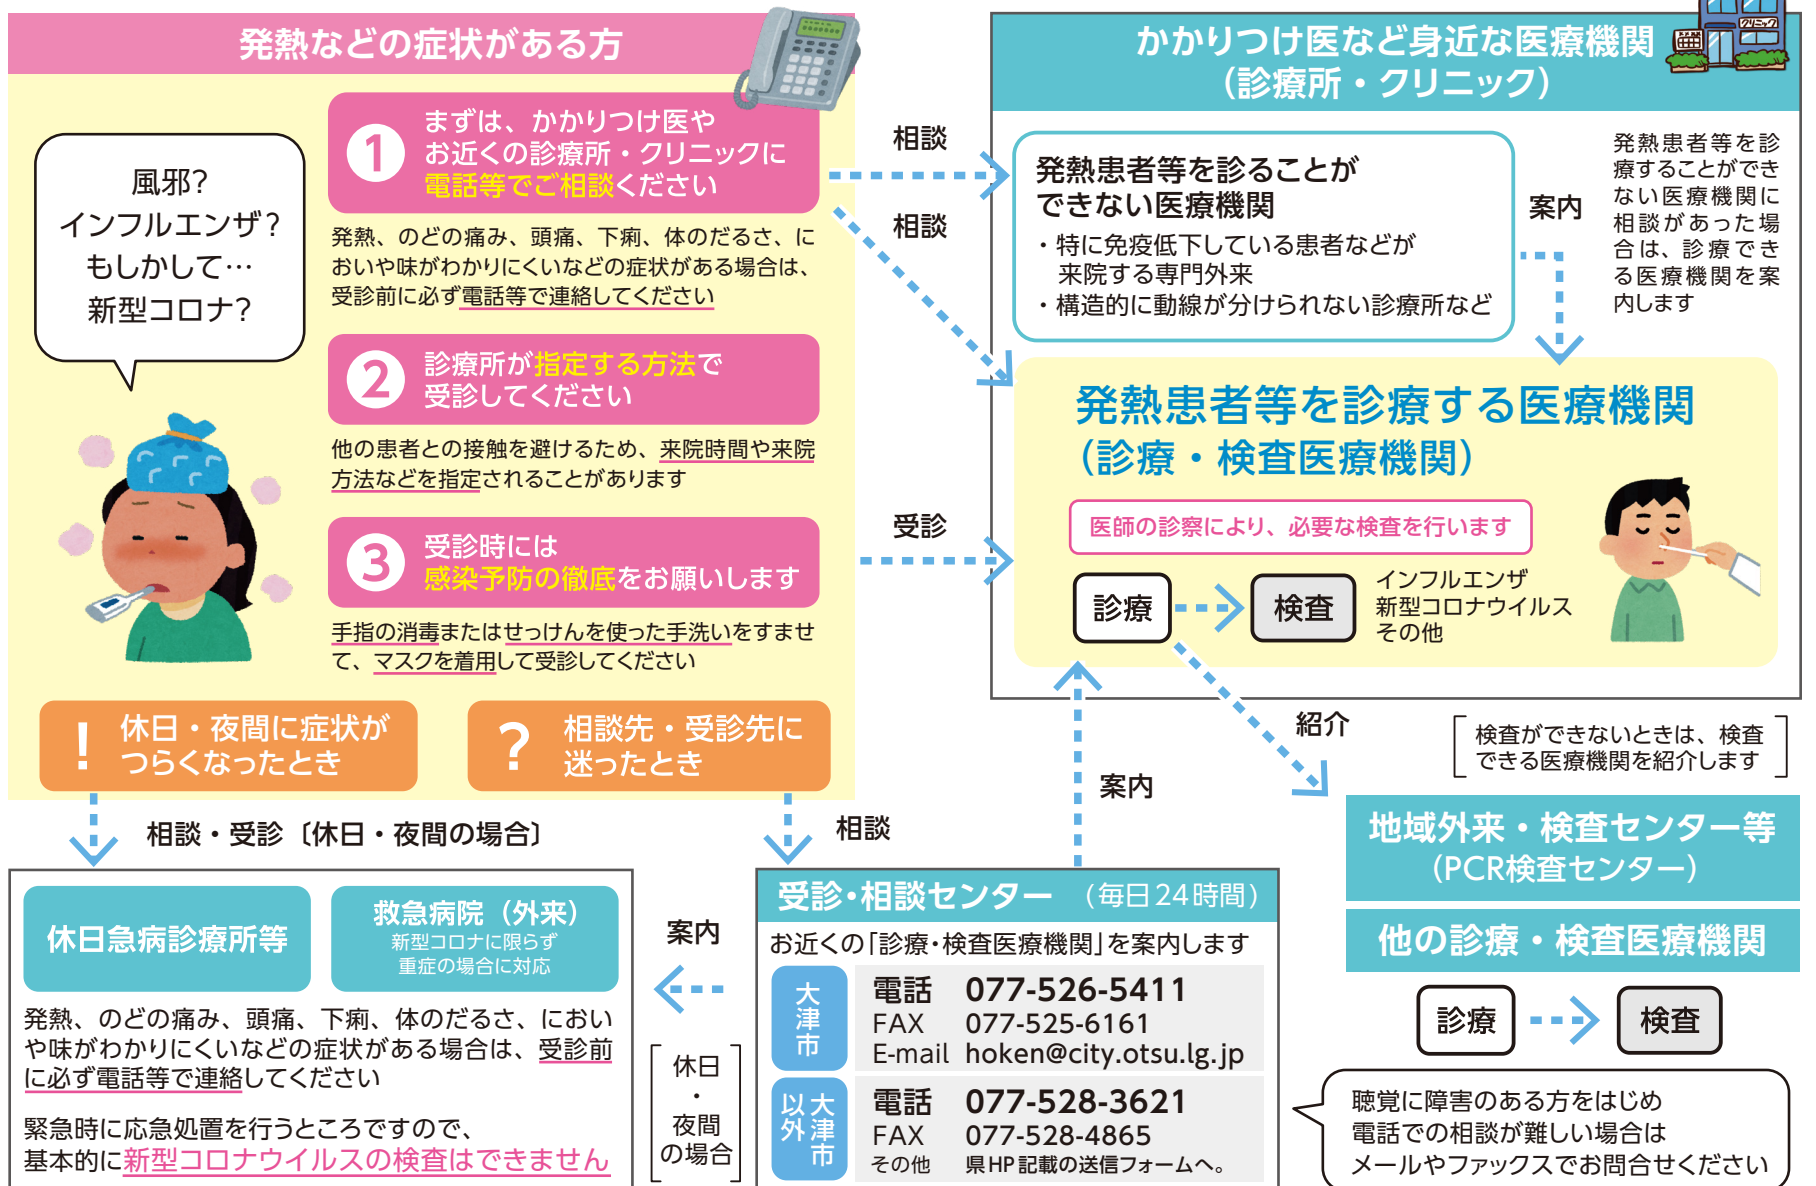 発熱などの症状がある方
風邪?
インフルエンザ?
もしかして…
新型コロナ?
1
まずは、かかりつけ医や
お近くの診療所・クリニックに
電話等でご相談ください
発熱、のどの痛み、頭痛、下痢、体のだるさ、に
おいや味がわかりにくいなどの症状がある場合は、
受診前に必ず電話等で連絡してください
2
診療所が指定する方法で
受診してください
他の患者との接触を避けるため、来院時間や来院
方法などを指定されることがあります
3
受診時には
感染予防の徹底をお願いします
手指の消毒またはせっけんを使った手洗いをすませ
て、マスクを着用して受診してください
!
休日・夜間に症状が
つらくなったとき
?
相談先・受診先に
迷ったとき
相談
相談
受診
クリニック
かかりつけ医など身近な医療機関
(診療所・クリニック)
発熱患者等を診ることが
できない医療機関
・特に免疫低下している患者などが
来院する専門外来
・構造的に動線が分けられない診療所など
案内
発熱患者等を診
療することができ
ない医療機関に
相談があった場
合は、診療でき
る医療機関を案
内します
発熱患者等を診療する医療機関
(診療・検査医療機関)
医師の診察により、必要な検査を行います
診療
検査
インフルエンザ
新型コロナウイルス
その他
紹介
検査ができないときは、検査
できる医療機関を紹介します
案内
地域外来・検査センター等
(PCR検査センター)
他の診療・検査医療機関
診療
検査
相談・受診〔休日・夜間の場合〕
相談
休日急病診療所等
救急病院(外来)
新型コロナに限らず
重症の場合に対応
発熱、のどの痛み、頭痛、下痢、体のだるさ、におい
や味がわかりにくいなどの症状がある場合は、受診前
に必ず電話等で連絡してください
緊急時に応急処置を行うところですので、
基本的に新型コロナウイルスの検査はできません
案内
休日
・
夜間
の場合
受診・相談センター (毎日24時間)
お近くの「診療・検査医療機関」を案内します
大津市
電話 077-526-5411
FAX 077-525-6161
E-mail hoken@city.otsu.lg.jp
大津市
以外
電話 077-528-3621
FAX 077-528-4865
その他 県HP記載の送信フォームへ。
聴覚に障害のある方をはじめ
電話での相談が難しい場合は
メールやファックスでお問合せください